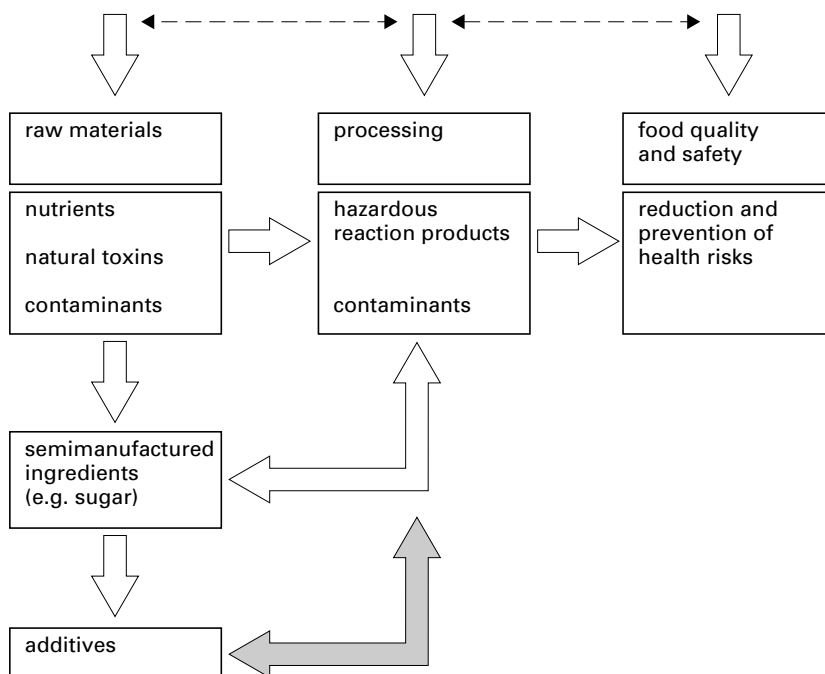 raw materials
processing
food quality
and safety
nutrients
natural toxins
contaminants
hazardous
reaction products
contaminants
reduction and
prevention of
health risks
semimanufactured
ingredients
(e.g. sugar)
additives